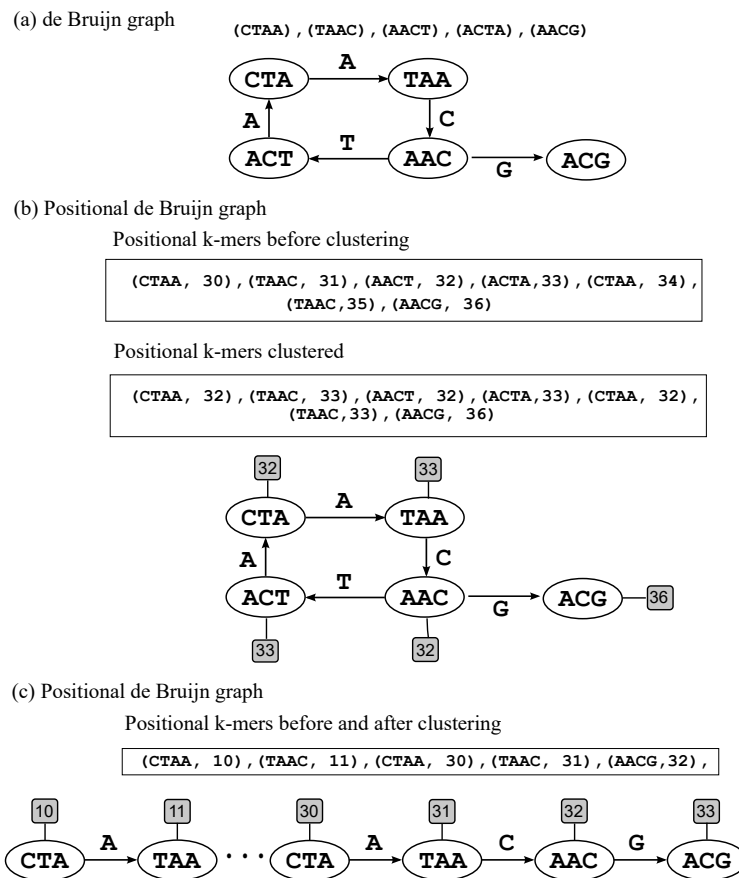 (a) de Bruijn graph
(CTAA),(TAAC),(AACT),(ACTA),(AACG)
A
CTA TAA
A C
T
ACT AAC ACG
G
(b) Positional de Bruijn graph
Positional k-mers before clustering
(CTAA, 30),(TAAC, 31),(AACT, 32),(ACTA,33),(CTAA, 34),
(TAAC,35),(AACG, 36)
Positional k-mers clustered
(CTAA, 32),(TAAC, 33),(AACT, 32),(ACTA,33),(CTAA, 32),
(TAAC,33),(AACG, 36)
32 33
A
CTA TAA
A C
T
ACT AAC ACG 36
G
33 32
(c) Positional de Bruijn graph
Positional k-mers before and after clustering
(CTAA, 10),(TAAC, 11),(CTAA, 30),(TAAC, 31),(AACG,32),
10 11 30 31 32 33
A A C G
CTA TAA ··· CTA TAA AAC ACG